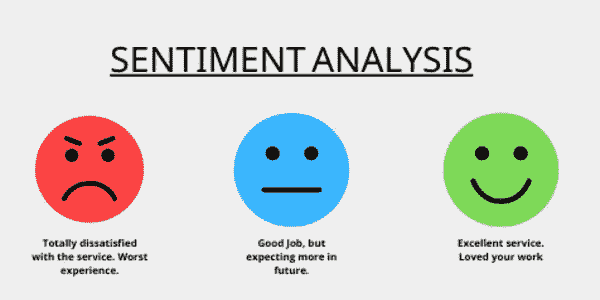 SENTIMENT ANALYSIS
Totally dissatisfied
with the service. Worst
experience.
Good Job, but
expecting more in
future.
Excellent service.
Loved your work